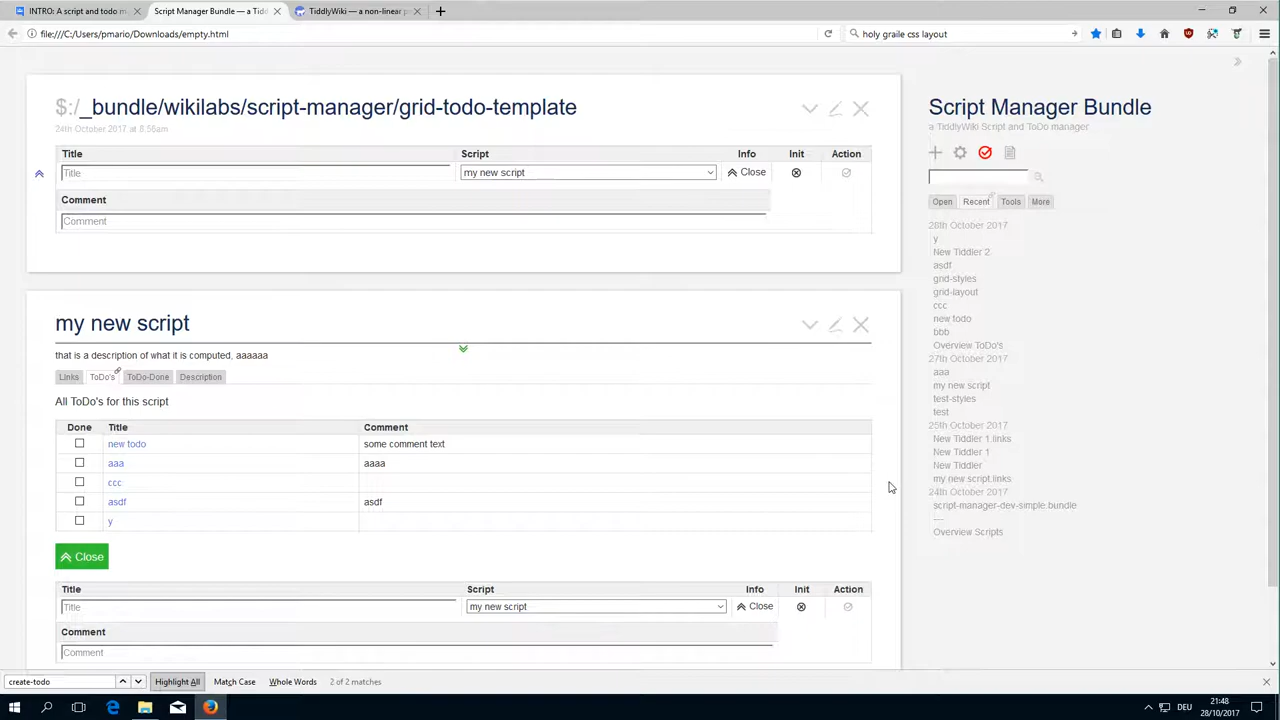 INTRO: A script and todo m
Script Manager Bundle — a Tidd
TiddlyWiki — a non-linear pe
file:///C:/Users/pmario/Downloads/empty.html
holy graile css layout
$:/_bundle/wikilabs/script-manager/grid-todo-template
24th October 2017 at 8:56am
Title Script Info Init Action
Title my new script Close
Comment
Comment
my new script
that is a description of what it is computed, aaaaaa
Links ToDo's ToDo-Done Description
All ToDo's for this script
Done Title Comment
new todo some comment text
aaa aaaa
ccc
asdf asdf
y
Close
Title Script Info Init Action
Title my new script Close
Comment
Comment
Script Manager Bundle
a TiddlyWiki Script and ToDo manager
Open Recent Tools More
28th October 2017
y
New Tiddler 2
asdf
grid-styles
grid-layout
ccc
new todo
bbb
Overview ToDo's
27th October 2017
aaa
my new script
test-styles
test
25th October 2017
New Tiddler 1.links
New Tiddler 1
New Tiddler
my new script.links
24th October 2017
script-manager-dev-simple.bundle
---
Overview Scripts
create-todo Highlight All Match Case Whole Words 2 of 2 matches
DEU
21:48
28/10/2017